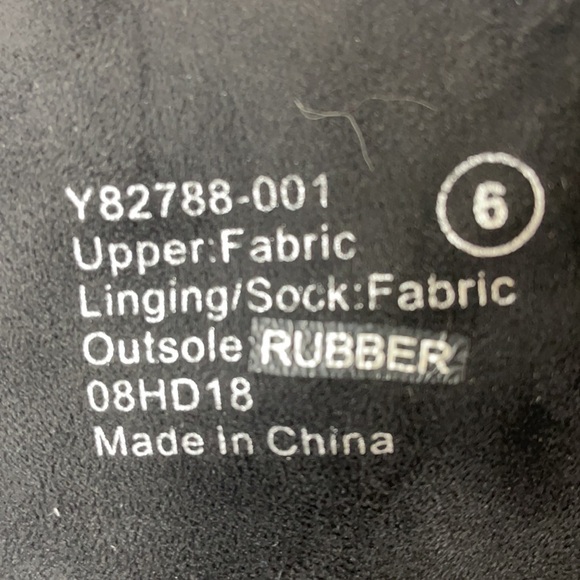 Y82788-001 6
Upper:Fabric
Linging/Sock:Fabric
Outsole RUBBER
08HD18
Made in China